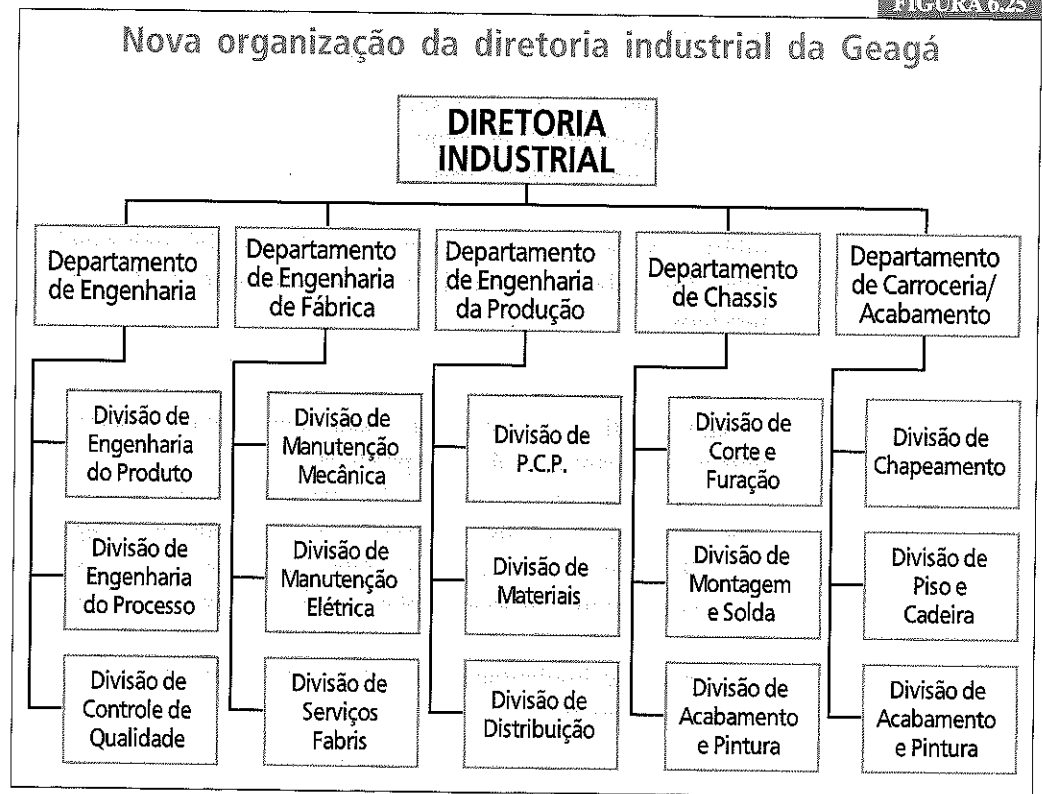 FIGURA 6.25
Nova organização da diretoria industrial da Geagá
DIRETORIA
INDUSTRIAL
Departamento
de Engenharia
Departamento
de Engenharia
de Fábrica
Departamento
de Engenharia
da Produção
Departamento
de Chassis
Departamento
de Carroceria/
Acabamento
Divisão de
Engenharia
do Produto
Divisão de
Manutenção
Mecânica
Divisão de
P.C.P.
Divisão de
Corte e
Furação
Divisão de
Chapeamento
Divisão de
Engenharia
do Processo
Divisão de
Manutenção
Elétrica
Divisão de
Materiais
Divisão de
Montagem
e Solda
Divisão de
Piso e
Cadeira
Divisão de
Controle de
Qualidade
Divisão de
Serviços
Fabris
Divisão de
Distribuição
Divisão de
Acabamento
e Pintura
Divisão de
Acabamento
e Pintura